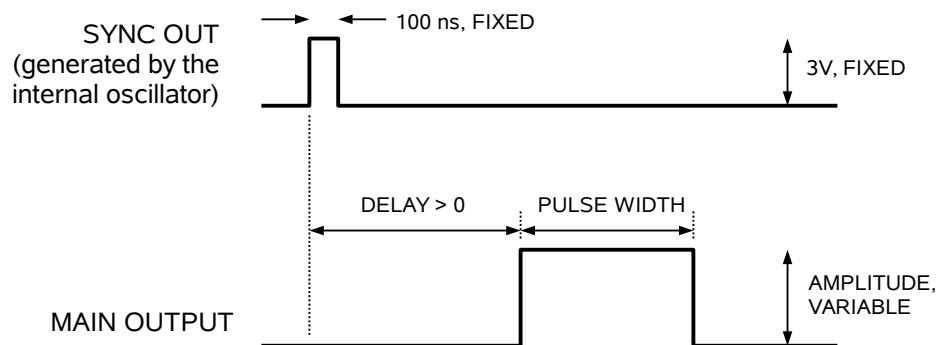 100 ns, FIXED
SYNC OUT
(generated by the
internal oscillator)
3V, FIXED
DELAY > 0
PULSE WIDTH
AMPLITUDE,
VARIABLE
MAIN OUTPUT